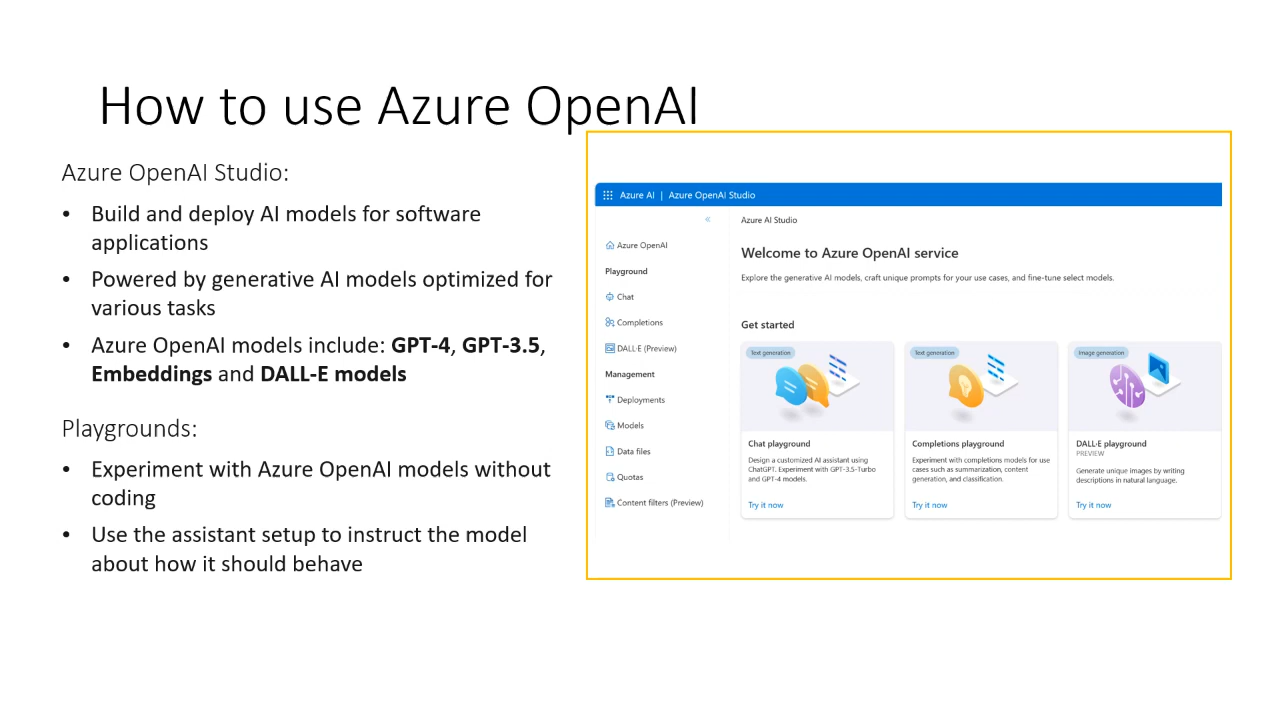 How to use Azure OpenAI
Azure OpenAI Studio:
• Build and deploy AI models for software
applications
• Powered by generative AI models optimized for
various tasks
• Azure OpenAI models include: GPT-4, GPT-3.5,
Embeddings and DALL-E models
Playgrounds:
• Experiment with Azure OpenAI models without
coding
• Use the assistant setup to instruct the model
about how it should behave
Azure AI | Azure OpenAI Studio
«
Azure OpenAI
Playground
Chat
Completions
DALL·E (Preview)
Management
Deployments
Models
Data files
Quotas
Content filters (Preview)
Azure AI Studio
Welcome to Azure OpenAI service
Explore the generative AI models, craft unique prompts for your use cases, and fine-tune select models.
Get started
Text generation
Chat playground
Design a customized AI assistant using
ChatGPT. Experiment with GPT-3.5-Turbo
and GPT-4 models.
Try it now
Text generation
Completions playground
Experiment with completions models for use
cases such as summarization, content
generation, and classification.
Try it now
Image generation
DALL·E playground
PREVIEW
Generate unique images by writing
descriptions in natural language.
Try it now